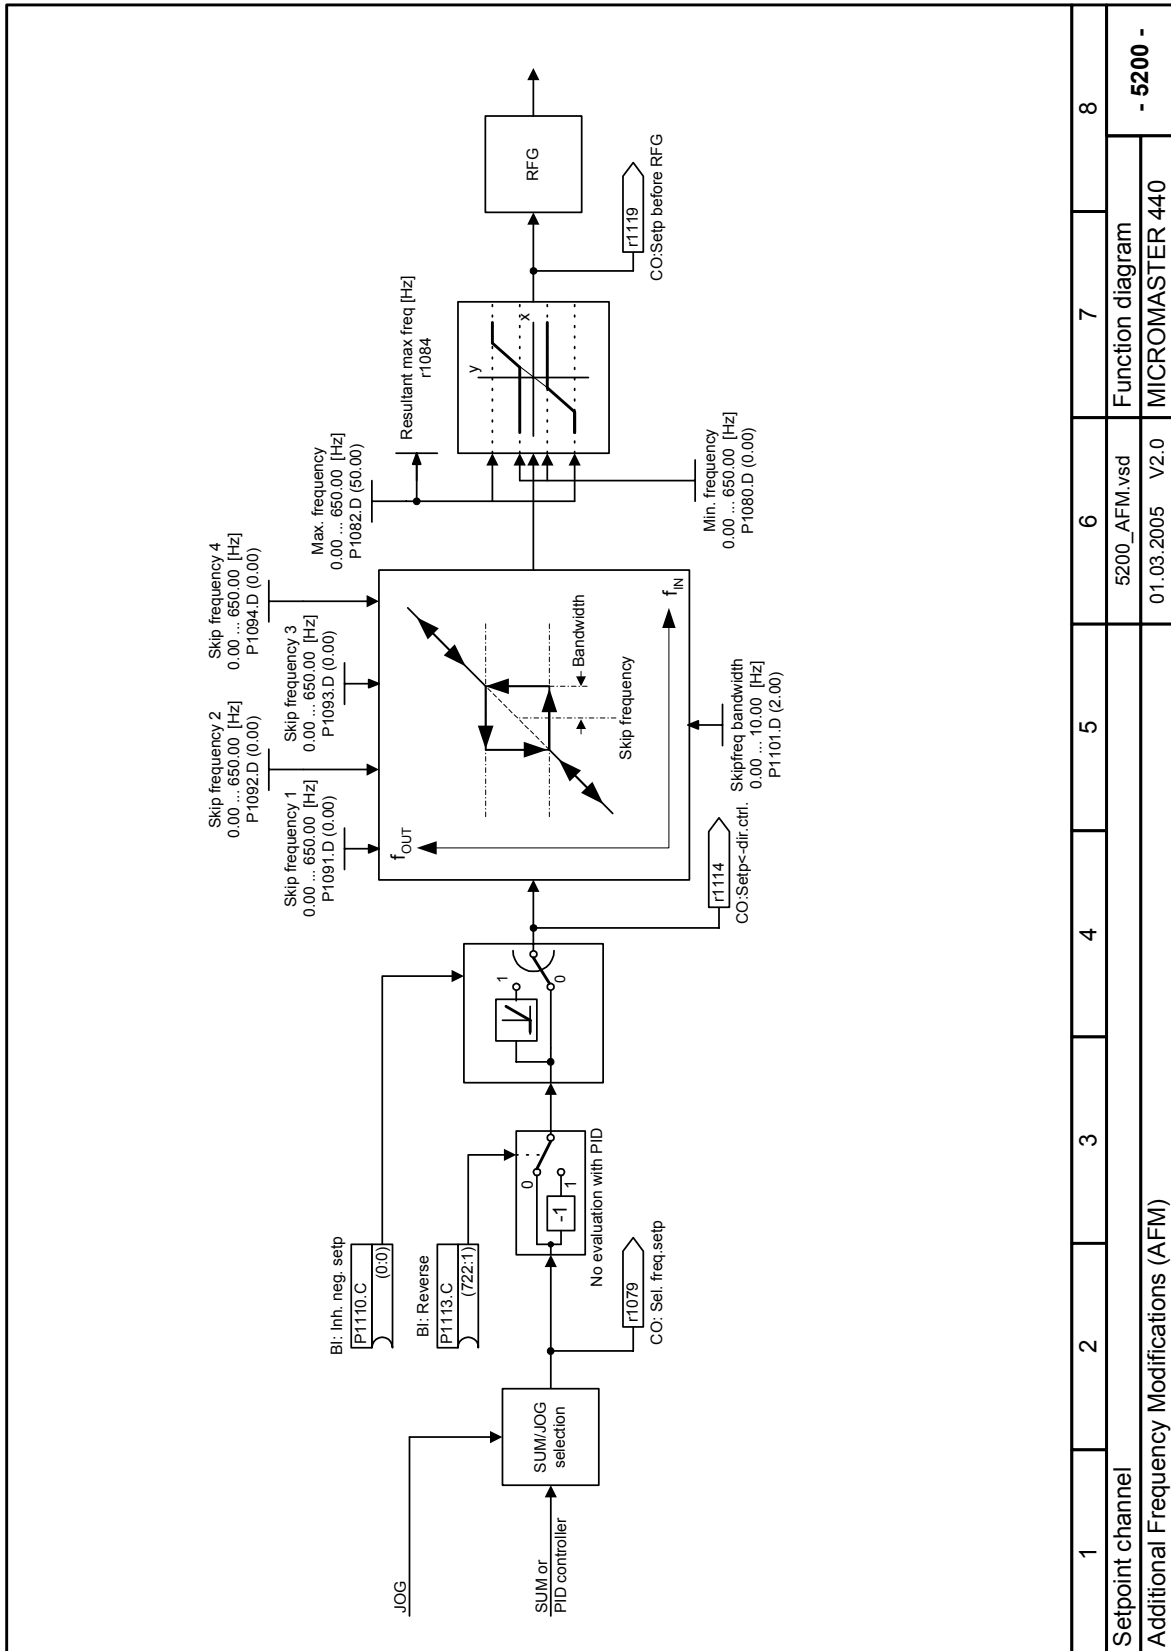 JOG
SUM or
PID controller
SUM/JOG
selection
r1079
CO: Sel. freq.setp
BI: Inh. neg. setp
P1110.C
(0:0)
BI: Reverse
P1113.C
(722:1)
0
1
-1
No evaluation with PID
1
0
r1114
CO:Setp<-dir.ctrl.
Skip frequency 1
0.00 ... 650.00 [Hz]
P1091.D (0.00)
Skip frequency 2
0.00 ... 650.00 [Hz]
P1092.D (0.00)
Skip frequency 3
0.00 ... 650.00 [Hz]
P1093.D (0.00)
Skip frequency 4
0.00 ... 650.00 [Hz]
P1094.D (0.00)
fOUT
fIN
Bandwidth
Skip frequency
Skipfreq bandwidth
0.00 ... 10.00 [Hz]
P1101.D (2.00)
Max. frequency
0.00 ... 650.00 [Hz]
P1082.D (50.00)
Resultant max freq [Hz]
r1084
y
x
Min. frequency
0.00 ... 650.00 [Hz]
P1080.D (0.00)
r1119
CO:Setp before RFG
RFG
1 2 3 4 5 6 7 8
Setpoint channel 5200_AFM.vsd Function diagram - 5200 -
Additional Frequency Modifications (AFM) 01.03.2005 V2.0 MICROMASTER 440